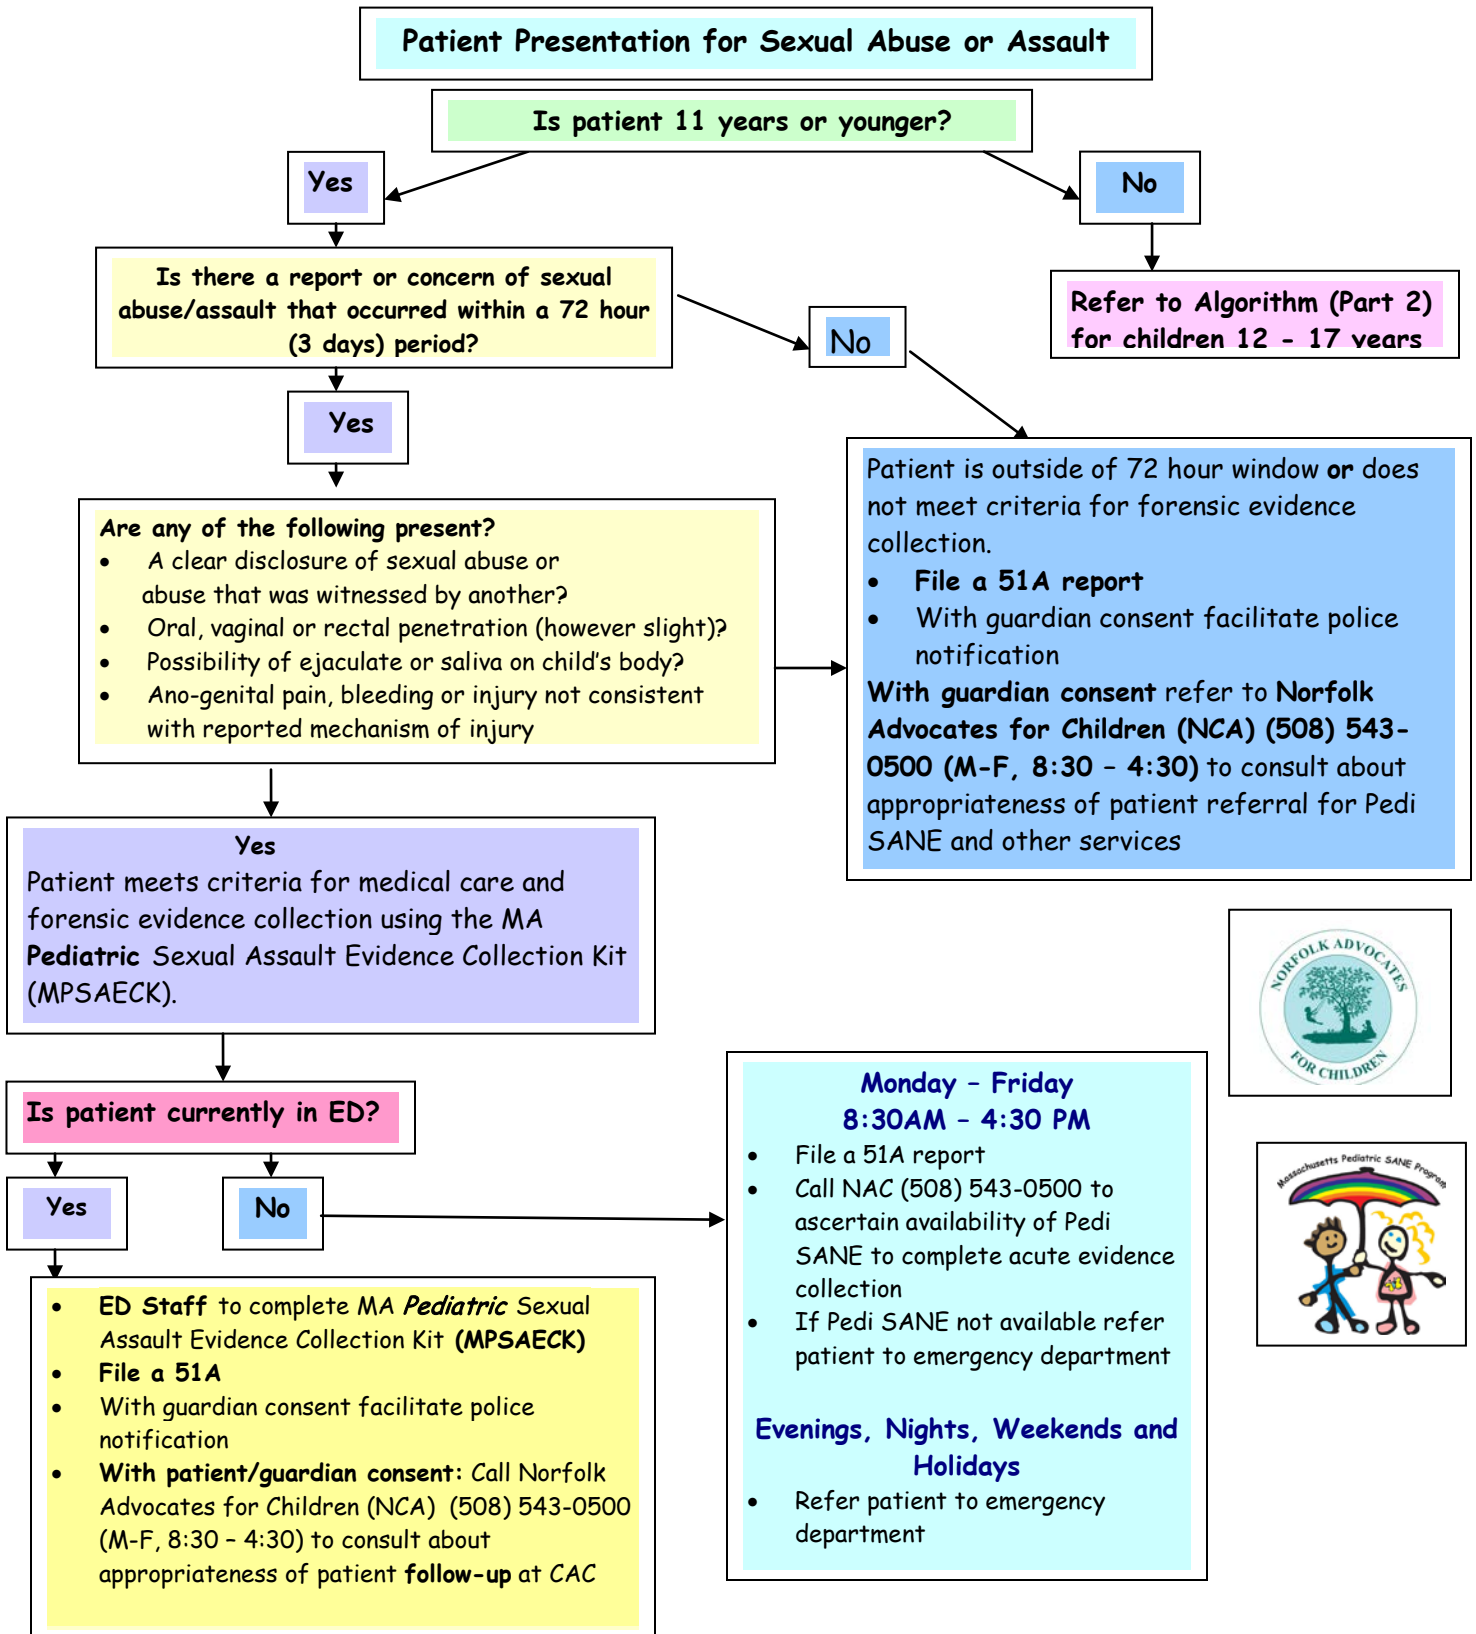 Patient Presentation for Sexual Abuse or Assault
Is patient 11 years or younger?
Yes
No
Is there a report or concern of sexual
abuse/assault that occurred within a 72 hour
(3 days) period?
No
Refer to Algorithm (Part 2)
for children 12 - 17 years
Yes
Are any of the following present?
• A clear disclosure of sexual abuse or
abuse that was witnessed by another?
• Oral, vaginal or rectal penetration (however slight)?
• Possibility of ejaculate or saliva on child's body?
• Ano-genital pain, bleeding or injury not consistent
with reported mechanism of injury
Patient is outside of 72 hour window or does
not meet criteria for forensic evidence
collection.
• File a 51A report
• With guardian consent facilitate police
notification
With guardian consent refer to Norfolk
Advocates for Children (NCA) (508) 543-
0500 (M-F, 8:30 – 4:30) to consult about
appropriateness of patient referral for Pedi
SANE and other services
Yes
Patient meets criteria for medical care and
forensic evidence collection using the MA
Pediatric Sexual Assault Evidence Collection Kit
(MPSAECK).
NORFOLK ADVOCATES
FOR CHILDREN
Is patient currently in ED?
Yes
No
Monday – Friday
8:30AM – 4:30 PM
• File a 51A report
• Call NAC (508) 543-0500 to
ascertain availability of Pedi
SANE to complete acute evidence
collection
• If Pedi SANE not available refer
patient to emergency department
Evenings, Nights, Weekends and
Holidays
• Refer patient to emergency
department
Massachusetts Pediatric SANE Program
• ED Staff to complete MA Pediatric Sexual
Assault Evidence Collection Kit (MPSAECK)
• File a 51A
• With guardian consent facilitate police
notification
• With patient/guardian consent: Call Norfolk
Advocates for Children (NCA) (508) 543-0500
(M-F, 8:30 – 4:30) to consult about
appropriateness of patient follow-up at CAC